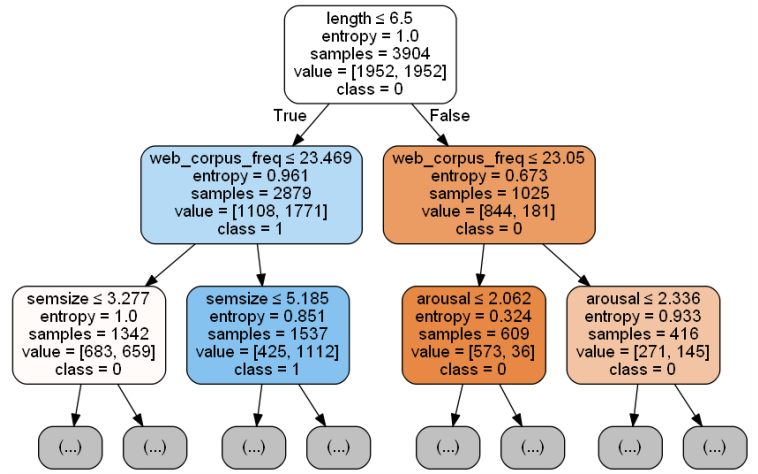 length ≤ 6.5
entropy = 1.0
samples = 3904
value = [1952, 1952]
class = 0
True
False
web_corpus_freq ≤ 23.469
entropy = 0.961
samples = 2879
value = [1108, 1771]
class = 1
web_corpus_freq ≤ 23.05
entropy = 0.673
samples = 1025
value = [844, 181]
class = 0
semsize ≤ 3.277
entropy = 1.0
samples = 1342
value = [683, 659]
class = 0
semsize ≤ 5.185
entropy = 0.851
samples = 1537
value = [425, 1112]
class = 1
arousal ≤ 2.062
entropy = 0.324
samples = 609
value = [573, 36]
class = 0
arousal ≤ 2.336
entropy = 0.933
samples = 416
value = [271, 145]
class = 0
(...)
(...)
(...)
(...)
(...)
(...)
(...)
(...)